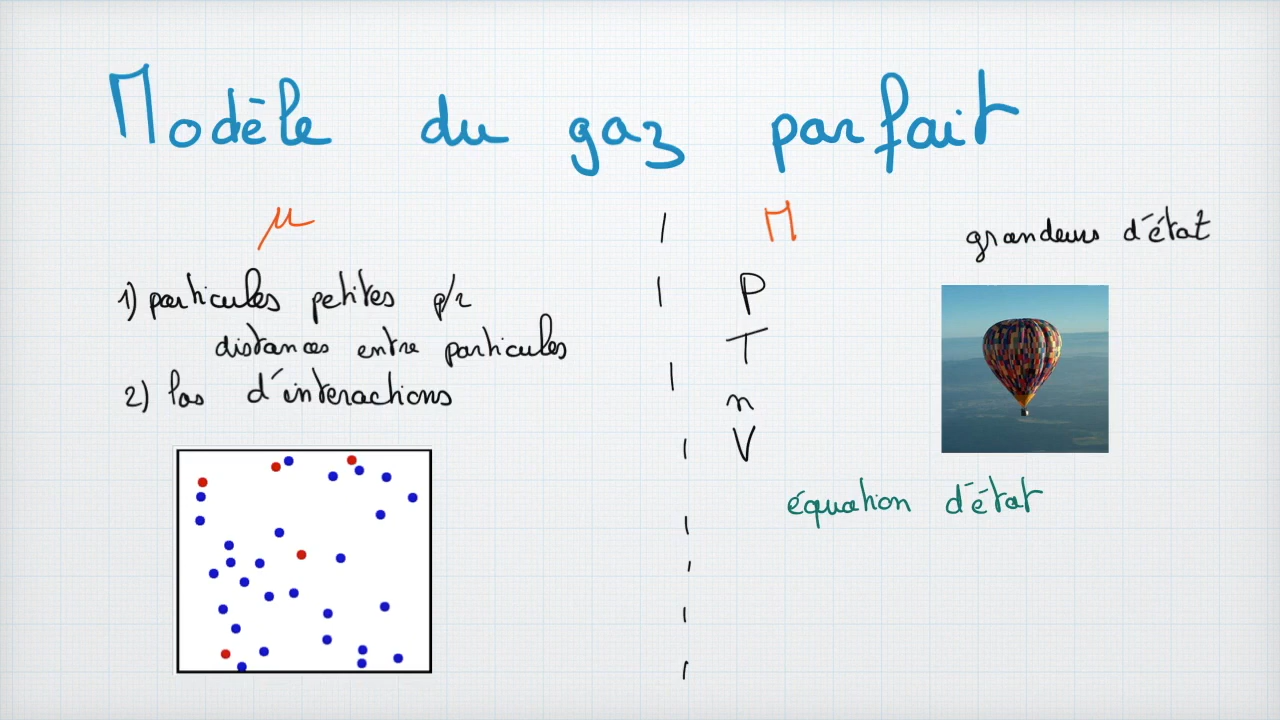 Modèle du gaz parfait
μ
1) particules petites p/r
distances entre particules
2) Pas d'interactions
M
P
T
n
V
grandeurs d'état
équation d'état